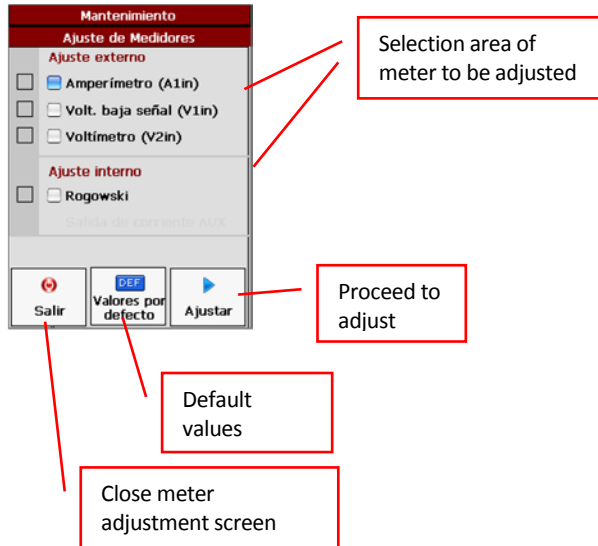 Mantenimiento
Ajuste de Medidores
Ajuste externo
Amperímetro (A1in)
Volt. baja señal (V1in)
Voltímetro (V2in)
Ajuste interno
Rogowski
Salida de corriente AUX
Salir
DEF
Valores por
defecto
Ajustar
Selection area of
meter to be adjusted
Proceed to
adjust
Default
values
Close meter
adjustment screen